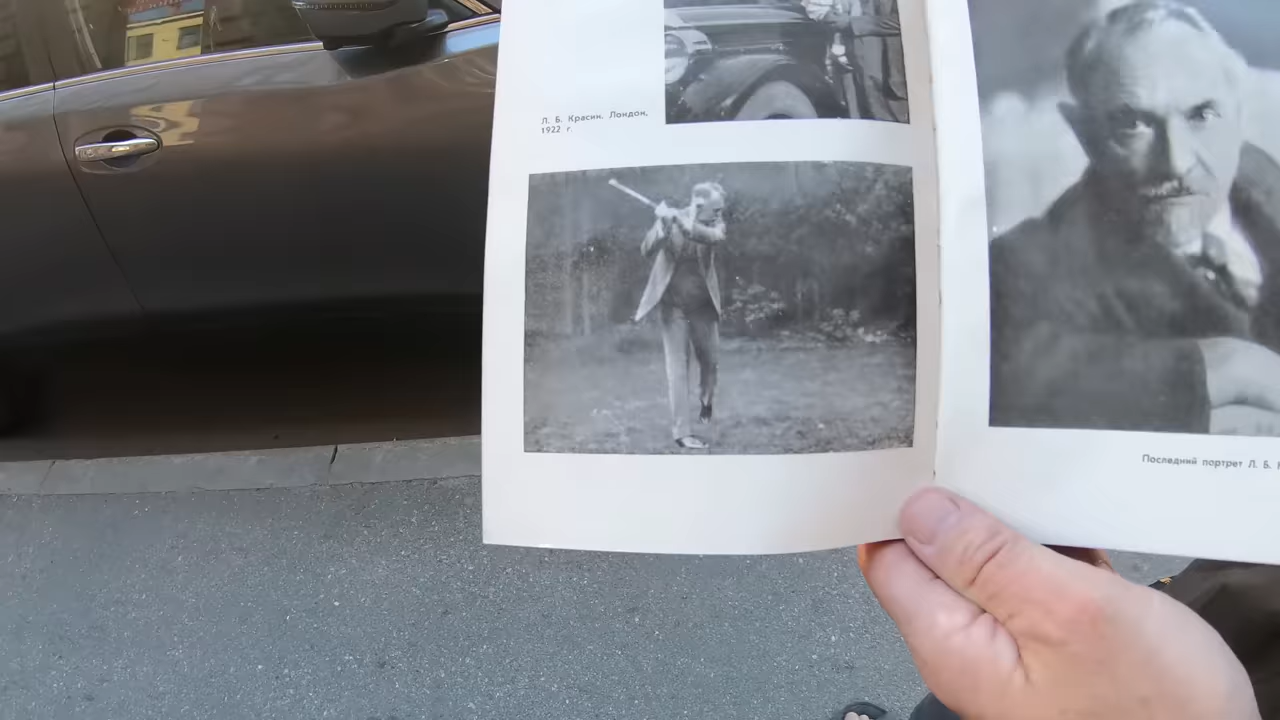 Л. Б. Красин. Лондон,
1922 г.
Последний портрет Л. Б.